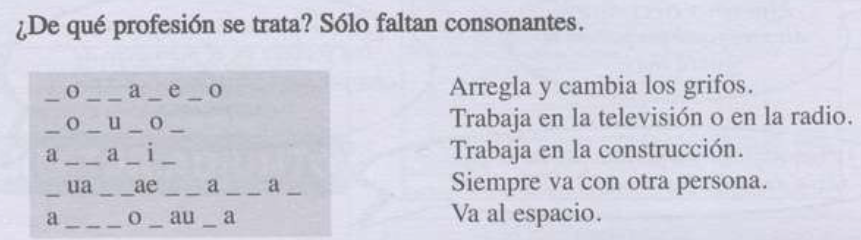 ¿De qué profesión se trata? Sólo faltan consonantes.
_ o _ _ a _ e _ o Arregla y cambia los grifos.
_ o _ u _ o _ Trabaja en la televisión o en la radio.
a _ _ a _ i _ Trabaja en la construcción.
_ ua _ _ae _ _ a _ _ a _ Siempre va con otra persona.
a _ _ _ o _ au _ a Va al espacio.